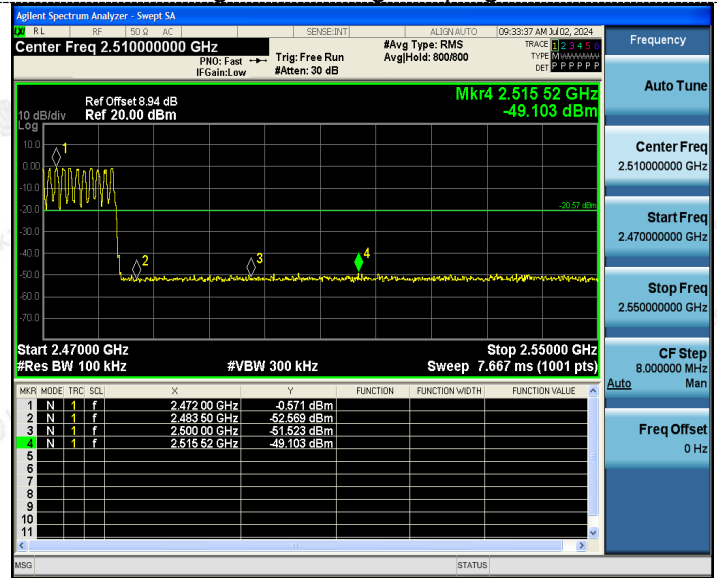 Agilent Spectrum Analyzer - Swept SA
LXI RL RF 50 Ω AC SENSE:INT ALIGN AUTO 09:33:37 AM Jul 02, 2024
Center Freq 2.510000000 GHz
PNO: Fast
IFGain:Low
Trig: Free Run
#Atten: 30 dB
#Avg Type: RMS
Avg|Hold: 800/800
TRACE 1 2 3 4 5 6
TYPE M
DET P P P P P P
Mkr4 2.515 52 GHz
-49.103 dBm
Ref Offset 8.94 dB
10 dB/div Ref 20.00 dBm
Log
10.0
0.00
-10.0
-20.0
-30.0
-40.0
-50.0
-60.0
-70.0
1
2
3
4
-20.57 dBm
Start 2.47000 GHz Stop 2.55000 GHz
#Res BW 100 kHz #VBW 300 kHz Sweep 7.667 ms (1001 pts)
MKR MODE TRC SCL X Y FUNCTION FUNCTION WIDTH FUNCTION VALUE
1 N 1 f 2.472 00 GHz -0.571 dBm
2 N 1 f 2.483 50 GHz -52.569 dBm
3 N 1 f 2.500 00 GHz -51.523 dBm
4 N 1 f 2.515 52 GHz -49.103 dBm
5
6
7
8
9
10
11
MSG STATUS
Frequency
Auto Tune
Center Freq
2.510000000 GHz
Start Freq
2.470000000 GHz
Stop Freq
2.550000000 GHz
CF Step
8.000000 MHz
Auto Man
Freq Offset
0 Hz